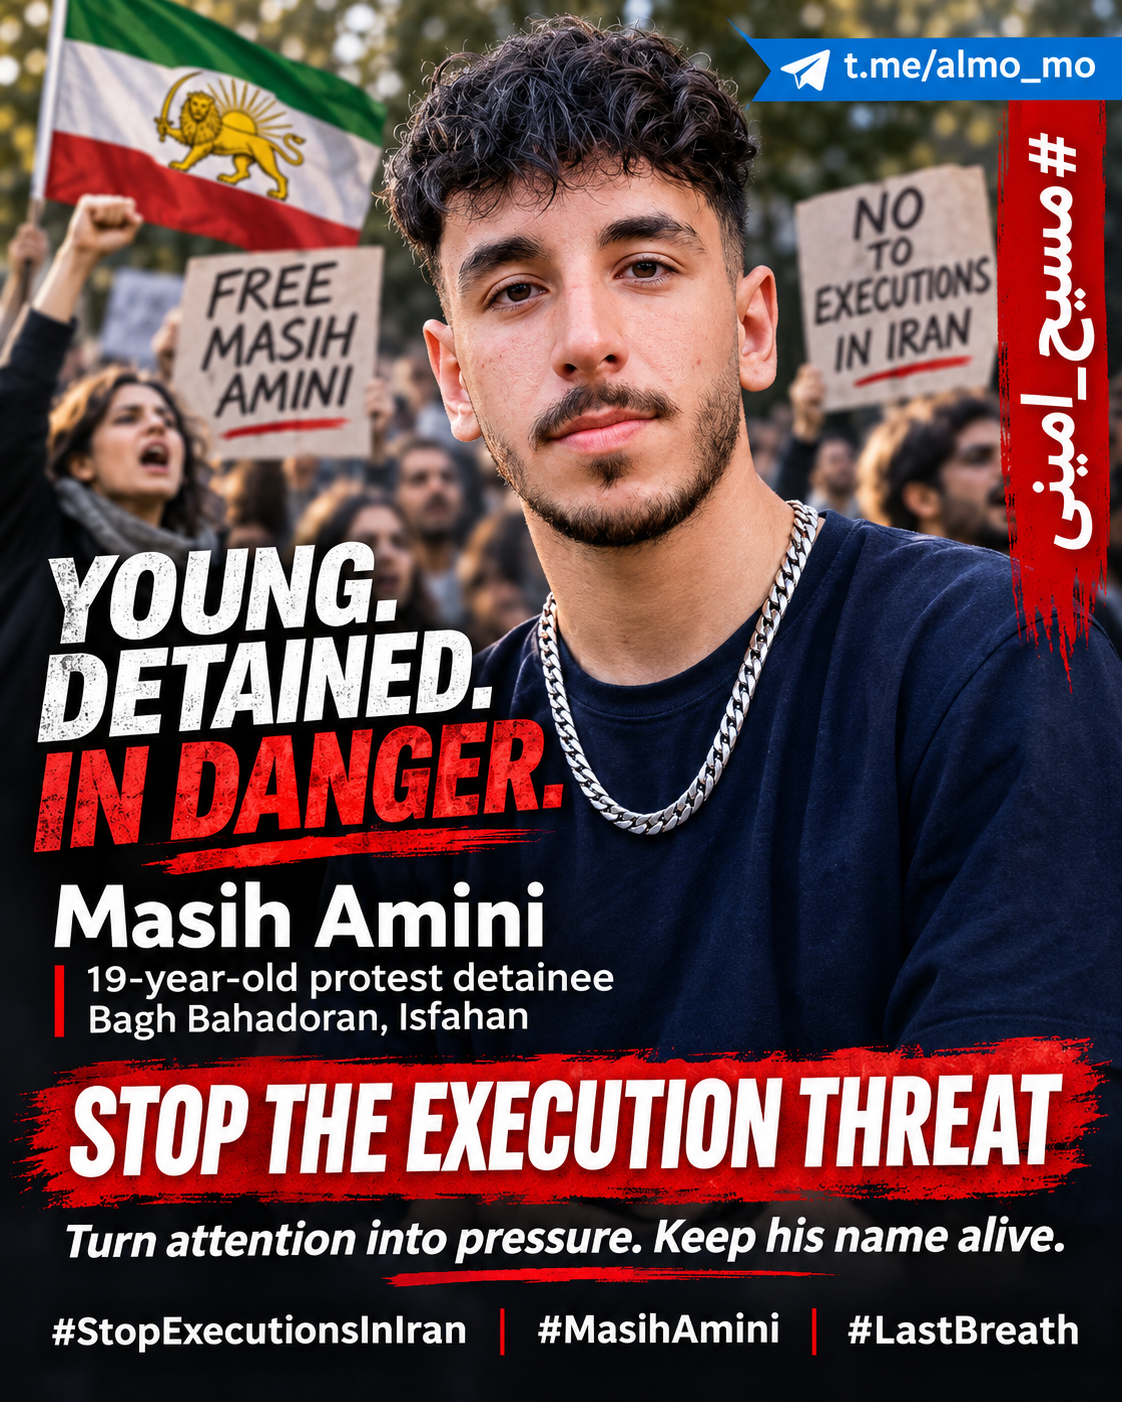 t.me/almo_mo
#مسیح_امینی
FREE
MASIH
AMINI
NO
TO
EXECUTIONS
IN IRAN
YOUNG.
DETAINED.
IN DANGER.
Masih Amini
19-year-old protest detainee
Bagh Bahadoran, Isfahan
STOP THE EXECUTION THREAT
Turn attention into pressure. Keep his name alive.
#StopExecutionsInIran | #MasihAmini | #LastBreath